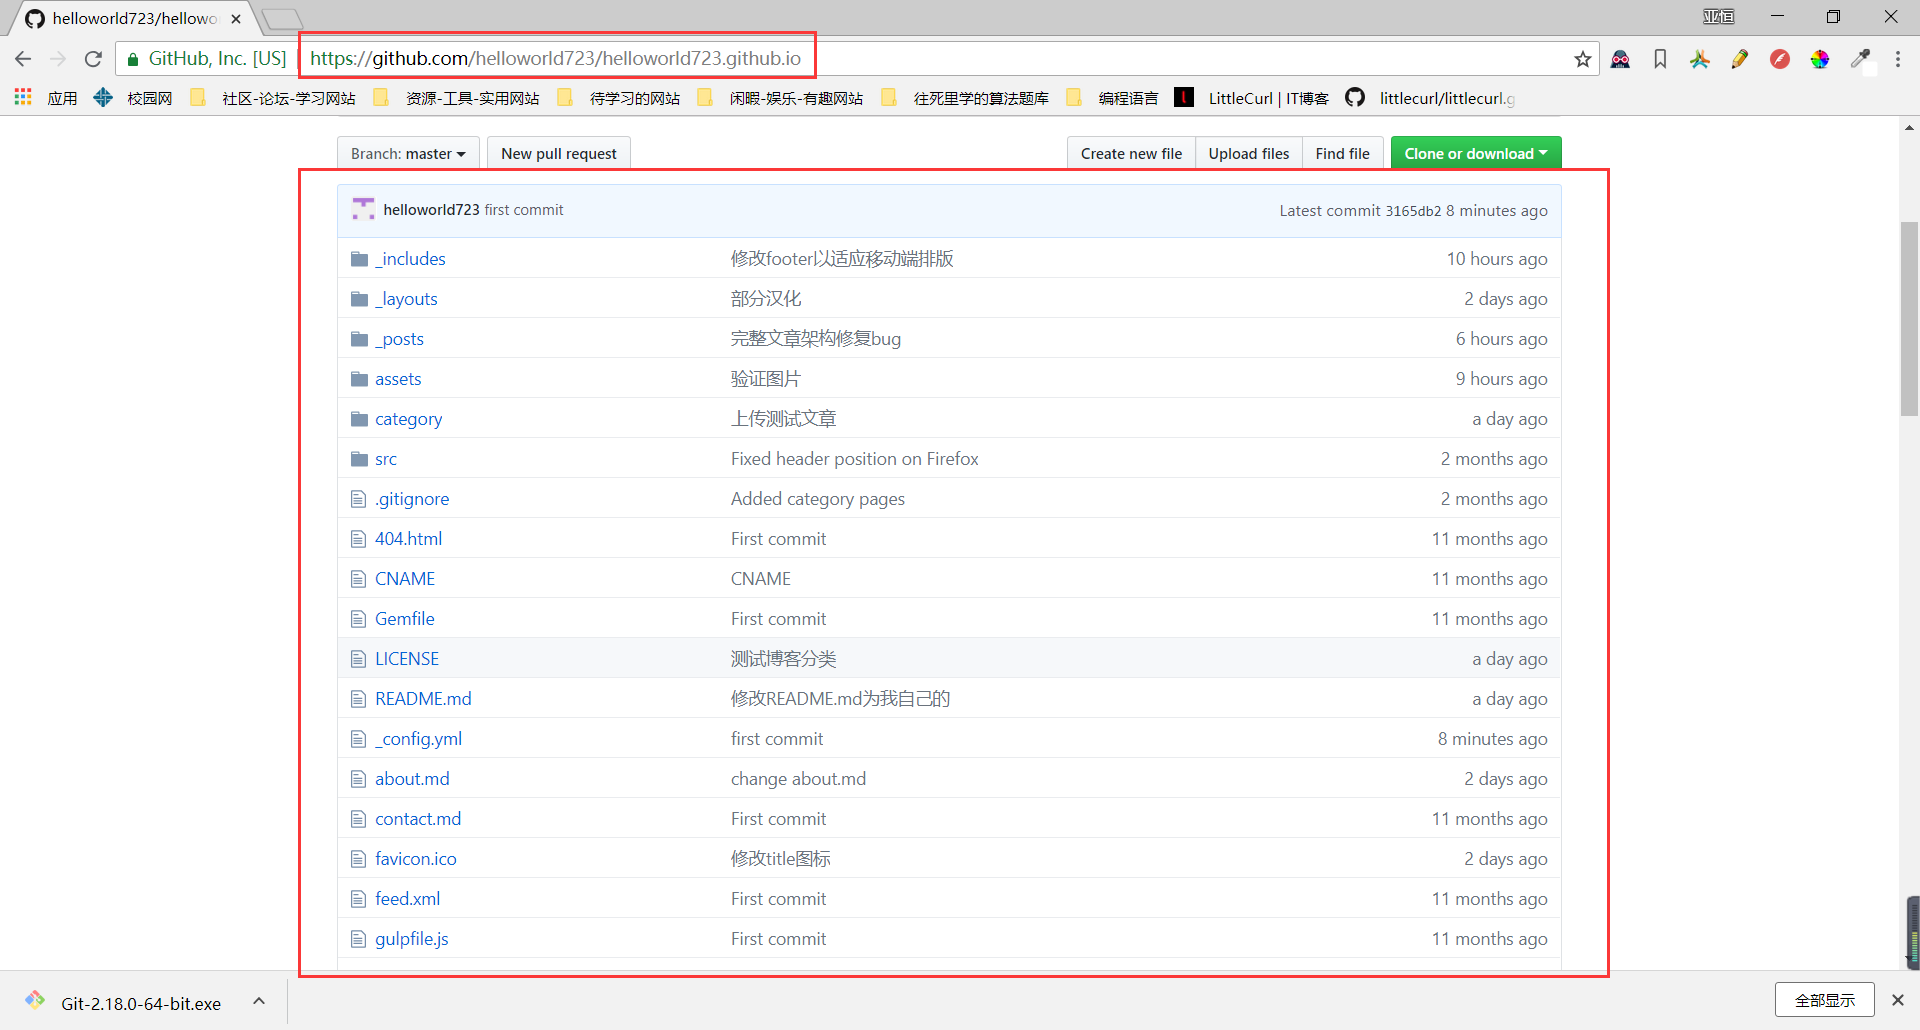 helloworld723/hellowo
亚恒
GitHub, Inc. [US] https://github.com/helloworld723/helloworld723.github.io
应用 校园网 社区-论坛-学习网站 资源-工具-实用网站 待学习的网站 闲暇-娱乐-有趣网站 往死里学的算法题库 编程语言 LittleCurl | IT博客 littlecurl/littlecurl.g
Branch: master New pull request Create new file Upload files Find file Clone or download
helloworld723 first commit Latest commit 3165db2 8 minutes ago
_includes 修改footer以适应移动端排版 10 hours ago
_layouts 部分汉化 2 days ago
_posts 完整文章架构修复bug 6 hours ago
assets 验证图片 9 hours ago
category 上传测试文章 a day ago
src Fixed header position on Firefox 2 months ago
.gitignore Added category pages 2 months ago
404.html First commit 11 months ago
CNAME CNAME 11 months ago
Gemfile First commit 11 months ago
LICENSE 测试博客分类 a day ago
README.md 修改README.md为我自己的 a day ago
_config.yml first commit 8 minutes ago
about.md change about.md 2 days ago
contact.md First commit 11 months ago
favicon.ico 修改title图标 2 days ago
feed.xml First commit 11 months ago
gulpfile.js First commit 11 months ago
Git-2.18.0-64-bit.exe 全部显示